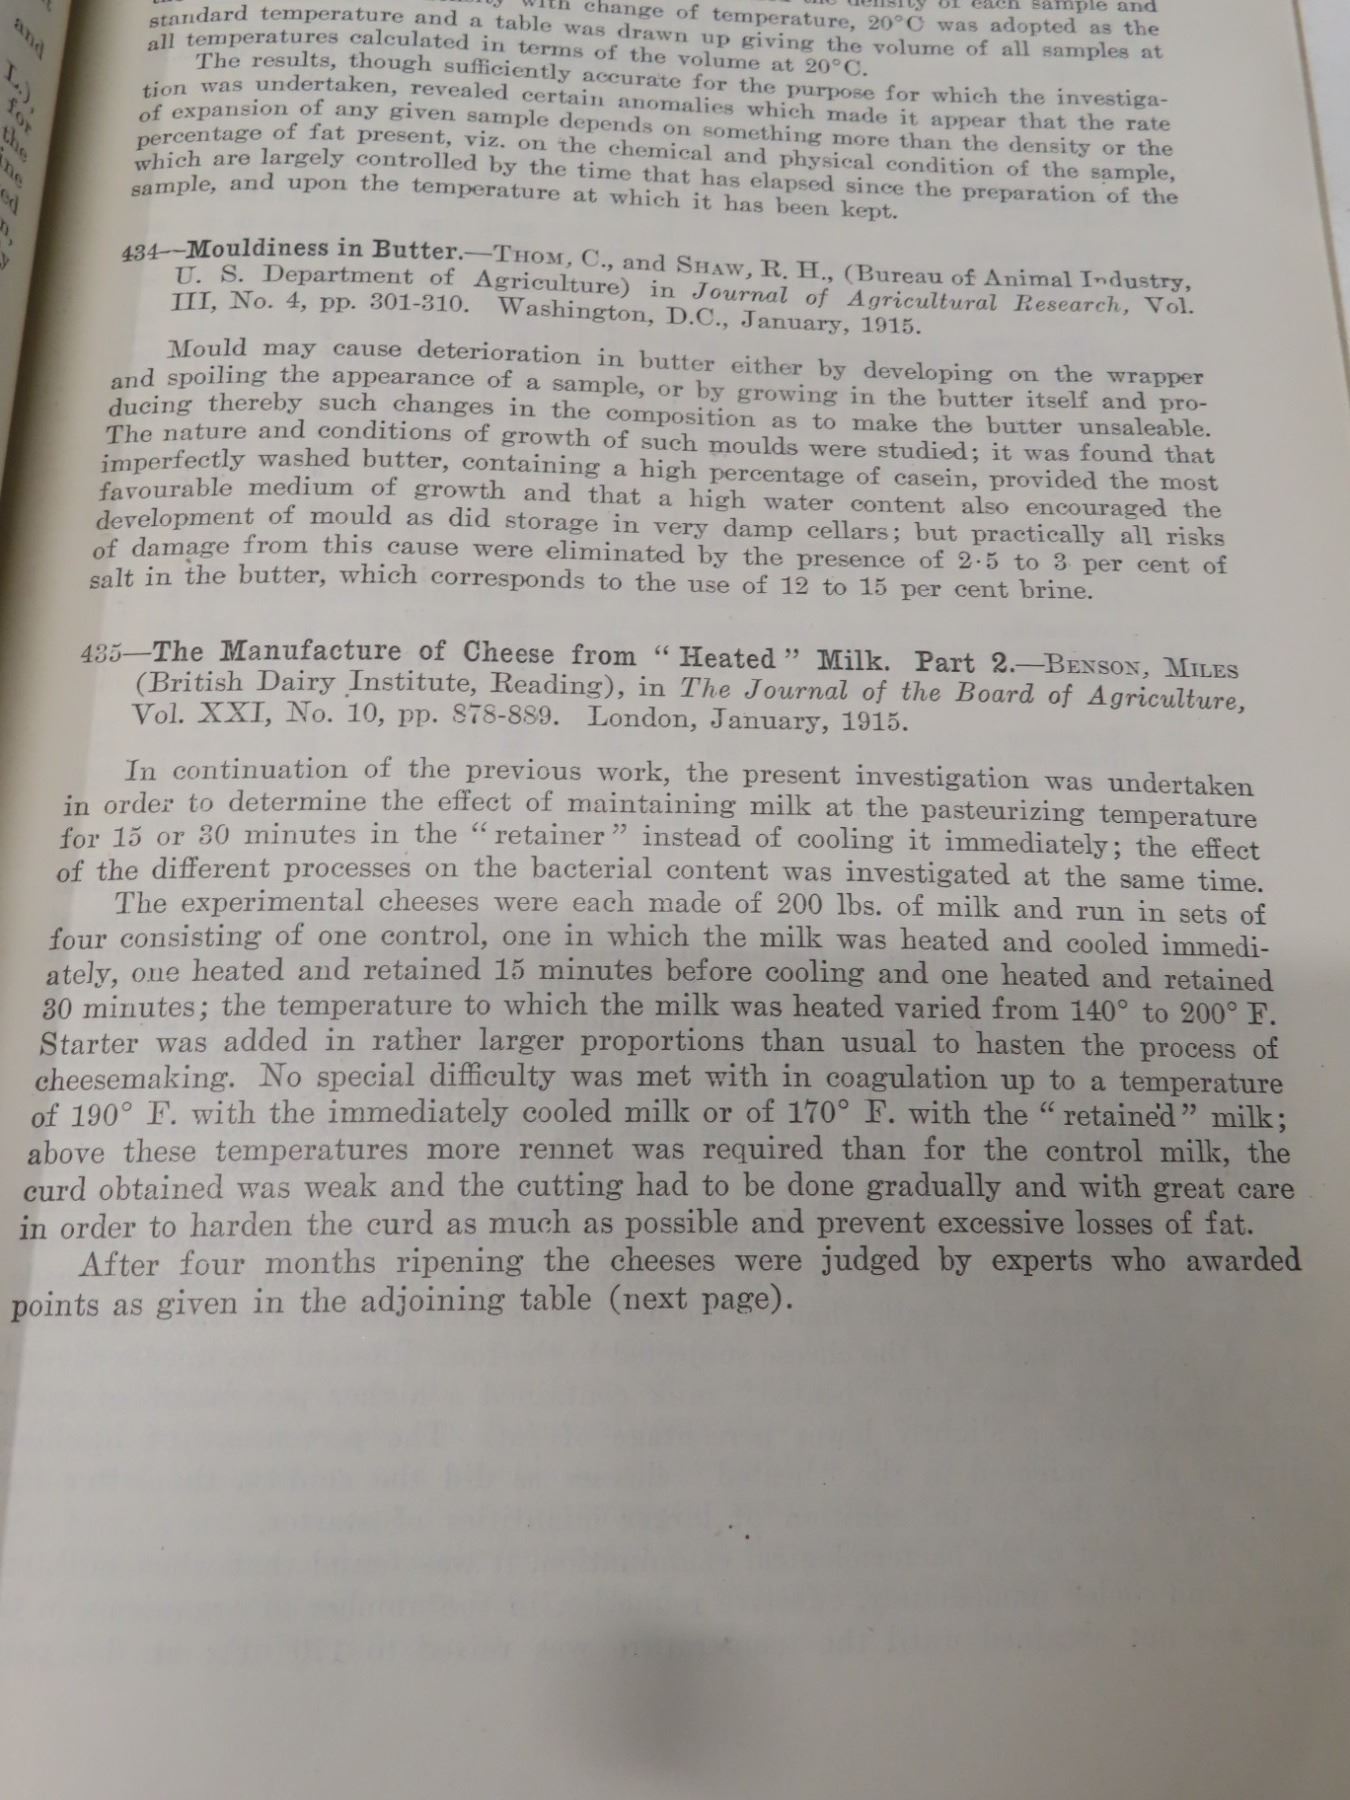 and
L.),
for
the
ed
n,
y
with change of temperature, 20°C was adopted as the
standard temperature and a table was drawn up giving the volume of all samples at
all temperatures calculated in terms of the volume at 20°C.
The results, though sufficiently accurate for the purpose for which the investiga-
tion was undertaken, revealed certain anomalies which made it appear that the rate
of expansion of any given sample depends on something more than the density or the
percentage of fat present, viz. on the chemical and physical condition of the sample,
which are largely controlled by the time that has elapsed since the preparation of the
sample, and upon the temperature at which it has been kept.
434—Mouldiness in Butter.—THOM, C., and SHAW, R. H., (Bureau of Animal Industry,
U. S. Department of Agriculture) in Journal of Agricultural Research, Vol.
III, No. 4, pp. 301-310. Washington, D.C., January, 1915.
Mould may cause deterioration in butter either by developing on the wrapper
and spoiling the appearance of a sample, or by growing in the butter itself and pro-
ducing thereby such changes in the composition as to make the butter unsaleable.
The nature and conditions of growth of such moulds were studied; it was found that
imperfectly washed butter, containing a high percentage of casein, provided the most
favourable medium of growth and that a high water content also encouraged the
development of mould as did storage in very damp cellars; but practically all risks
of damage from this cause were eliminated by the presence of 2·5 to 3 per cent of
salt in the butter, which corresponds to the use of 12 to 15 per cent brine.
435—The Manufacture of Cheese from “Heated” Milk. Part 2.—BENSON, MILES
(British Dairy Institute, Reading), in The Journal of the Board of Agriculture,
Vol. XXI, No. 10, pp. 878-889. London, January, 1915.
In continuation of the previous work, the present investigation was undertaken
in order to determine the effect of maintaining milk at the pasteurizing temperature
for 15 or 30 minutes in the “retainer” instead of cooling it immediately; the effect
of the different processes on the bacterial content was investigated at the same time.
The experimental cheeses were each made of 200 lbs. of milk and run in sets of
four consisting of one control, one in which the milk was heated and cooled immedi-
ately, one heated and retained 15 minutes before cooling and one heated and retained
30 minutes; the temperature to which the milk was heated varied from 140° to 200° F.
Starter was added in rather larger proportions than usual to hasten the process of
cheesemaking. No special difficulty was met with in coagulation up to a temperature
of 190° F. with the immediately cooled milk or of 170° F. with the “retained” milk;
above these temperatures more rennet was required than for the control milk, the
curd obtained was weak and the cutting had to be done gradually and with great care
in order to harden the curd as much as possible and prevent excessive losses of fat.
After four months ripening the cheeses were judged by experts who awarded
points as given in the adjoining table (next page).